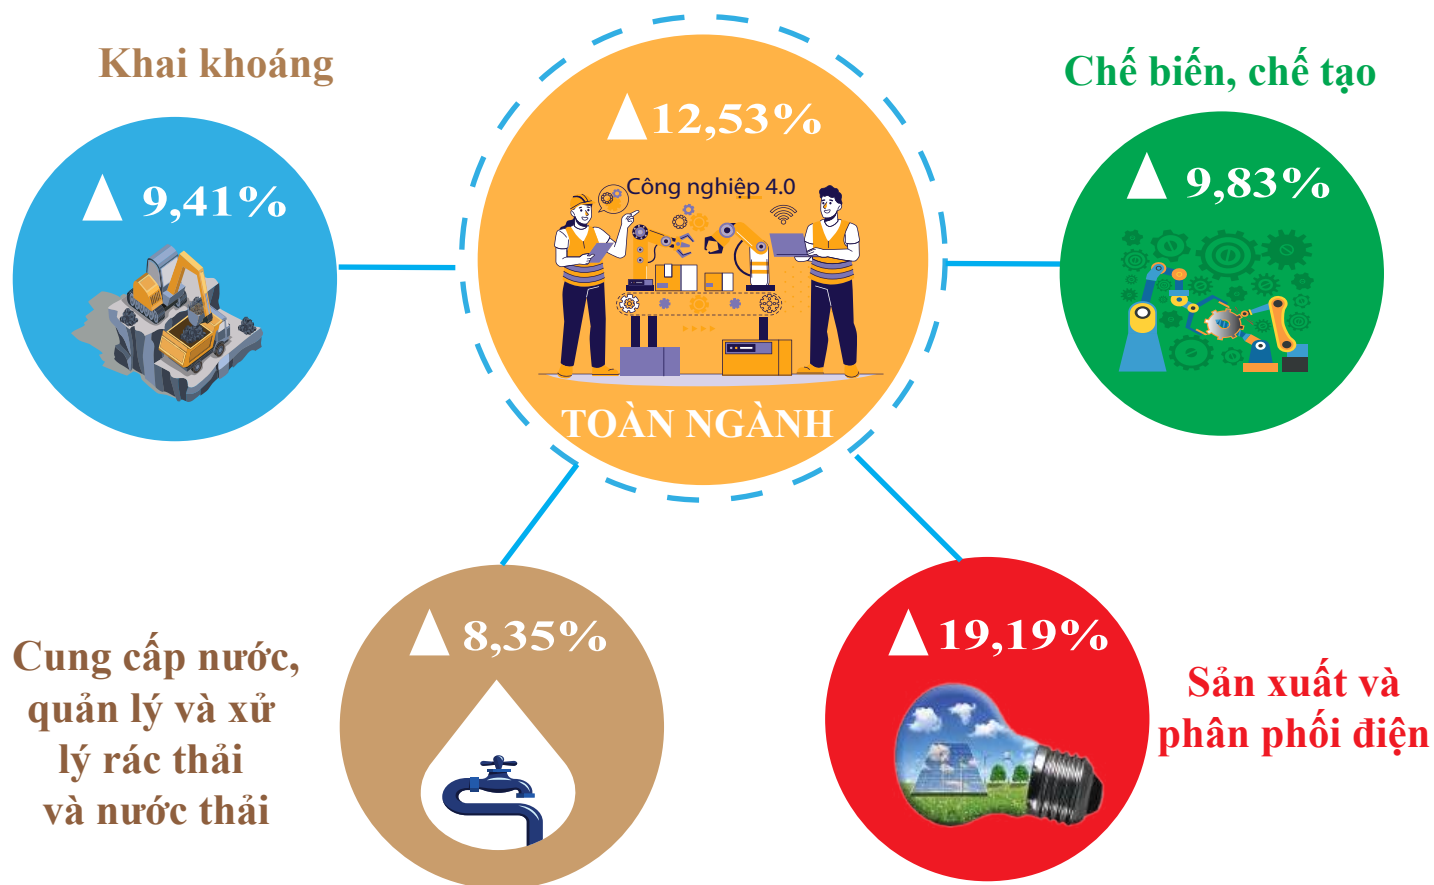 Khai khoáng
▲ 9,41%
▲ 12,53%
Công nghiệp 4.0
TOÀN NGÀNH
Chế biến, chế tạo
▲ 9,83%
Cung cấp nước,
quản lý và xử
lý rác thải
và nước thải
▲ 8,35%
▲ 19,19%
Sản xuất và
phân phối điện